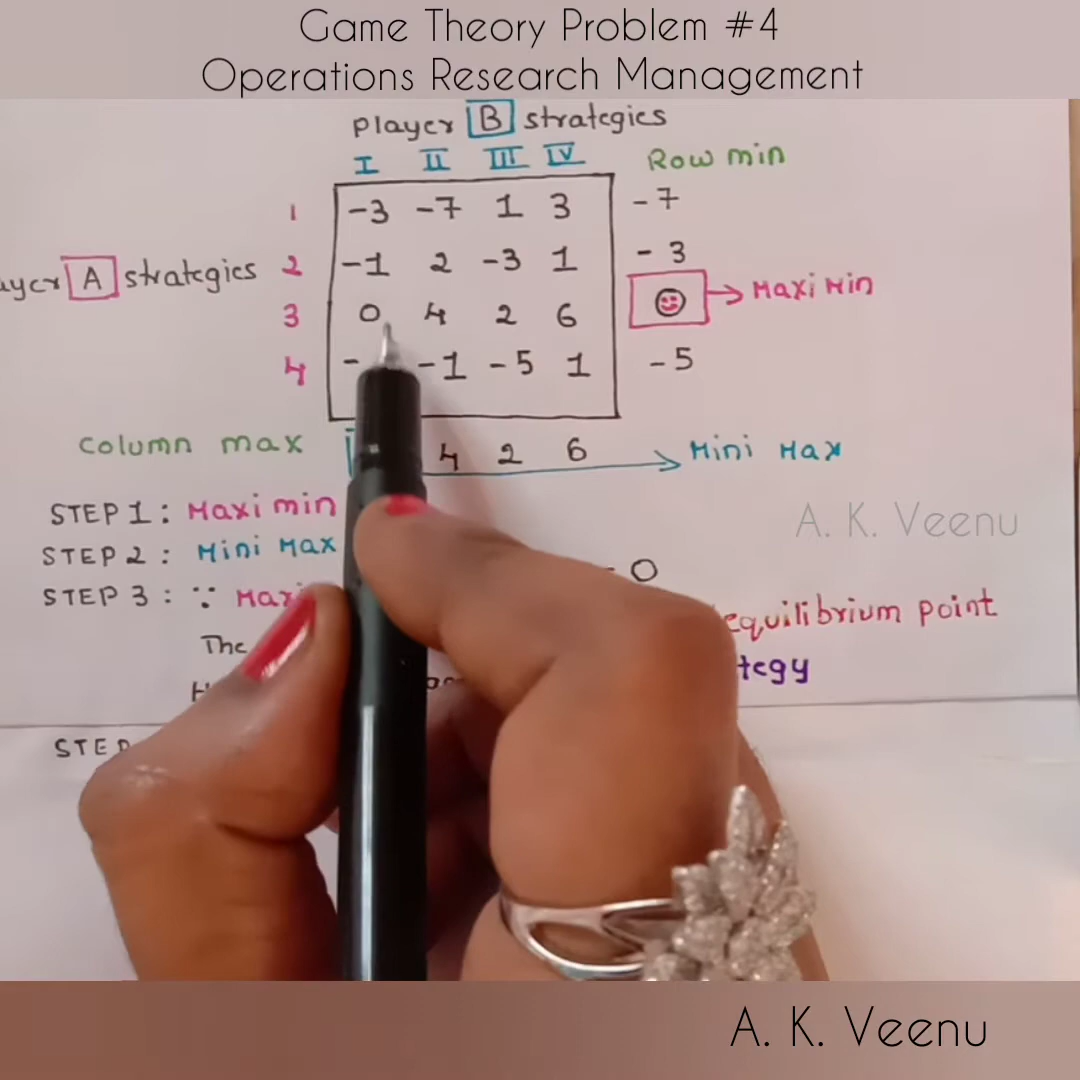 Game Theory Problem #4
Operations Research Management
player B strategies
I II III IV Row min
1 -3 -7 1 3 -7
2 -1 2 -3 1 -3
A strategies
3 0 4 2 6 Maxi Min
4 - -1 -5 1 -5
Column max 4 2 6 Mini Max
STEP 1: Maxi min
A. K. Veenu
STEP 2: Mini Max
0
STEP 3: ∵
equilibrium point
The
A. K. Veenu